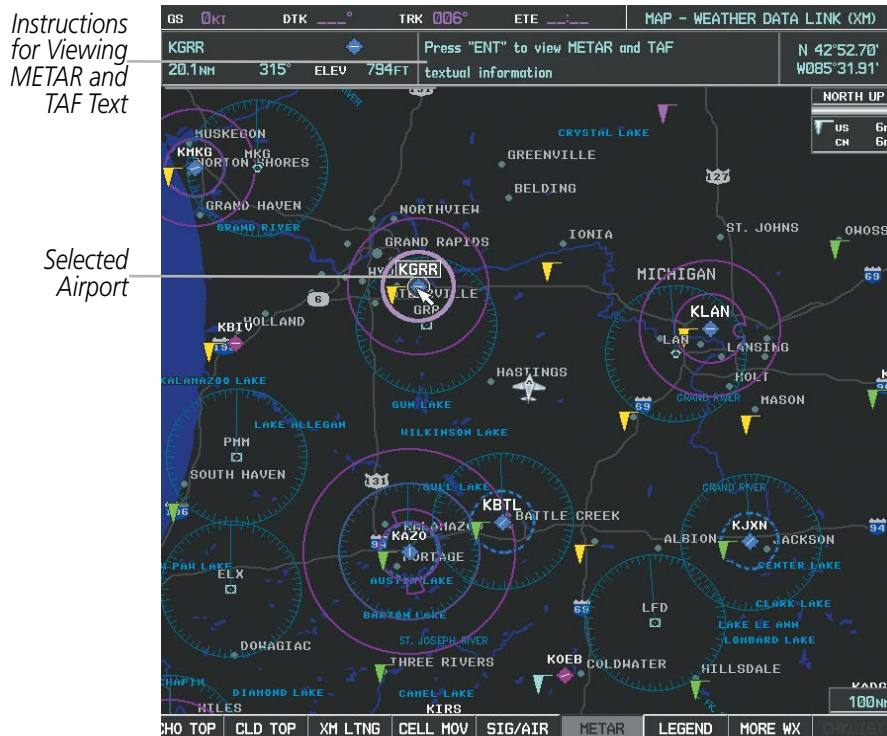 Instructions
for Viewing
METAR and
TAF Text
Selected
Airport
GS 0KT DTK ___° TRK 006° ETE __:__ MAP - WEATHER DATA LINK (XM)
KGRR
20.1NM 315° ELEV 794FT
Press "ENT" to view METAR and TAF
textual information
N 42°52.70'
W085°31.91'
NORTH UP
US
CN
MUSKEGON
KMKG
MKG
NORTON SHORES
GRAND HAVEN
GRAND RIVER
CRYSTAL LAKE
GREENVILLE
BELDING
127
NORTHVIEW
GRAND RAPIDS
IONIA
ST. JOHNS
KGRR
GRR
6
MICHIGAN
69
KLAN
LAN
LANSING
HOLT
MASON
GRAND RIVER
KBIV
HOLLAND
HASTINGS
KALAMAZOO LAKE
GUN LAKE
LAKE ALLEGAN
WILKINSON LAKE
69
PMM
SOUTH HAVEN
131
GULL LAKE
GRAND RIVER
KBTL
BATTLE CREEK
KJXN
94
KAZO
PORTAGE
ALBION
JACKSON
CENTER LAKE
ELX
AUSTIN LAKE
BARTON LAKE
CLARK LAKE
69
LFD
LAKE LE ANN
LOMBARD LAKE
DOWAGIAC
ST. JOSEPH RIVER
THREE RIVERS
KOEB
COLDWATER
HILLSDALE
DIAMOND LAKE
CAMEL LAKE
KIRS
100NM
CLD TOP XM LTNG CELL MOV SIG/AIR METAR LEGEND MORE WX CHKLIST